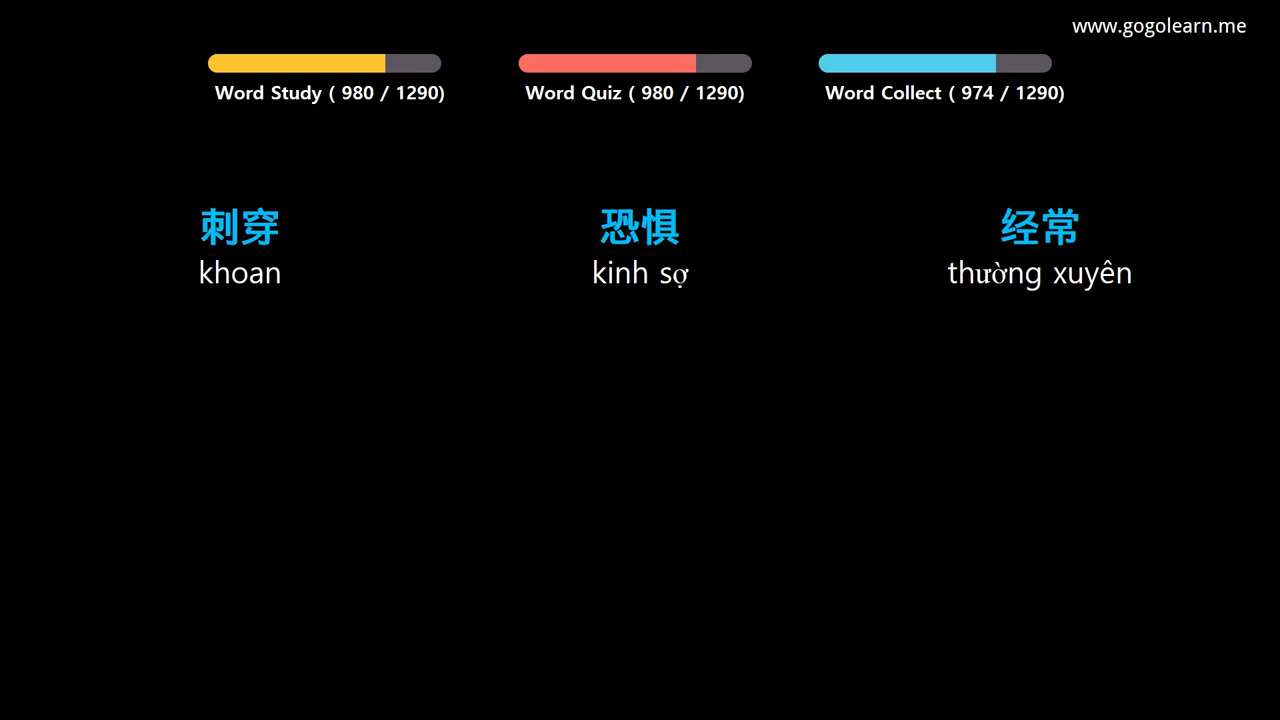 www.gogolearn.me
Word Study ( 980 / 1290)
Word Quiz ( 980 / 1290)
Word Collect ( 974 / 1290)
刺穿
khoan
恐惧
kinh sợ
经常
thường xuyên